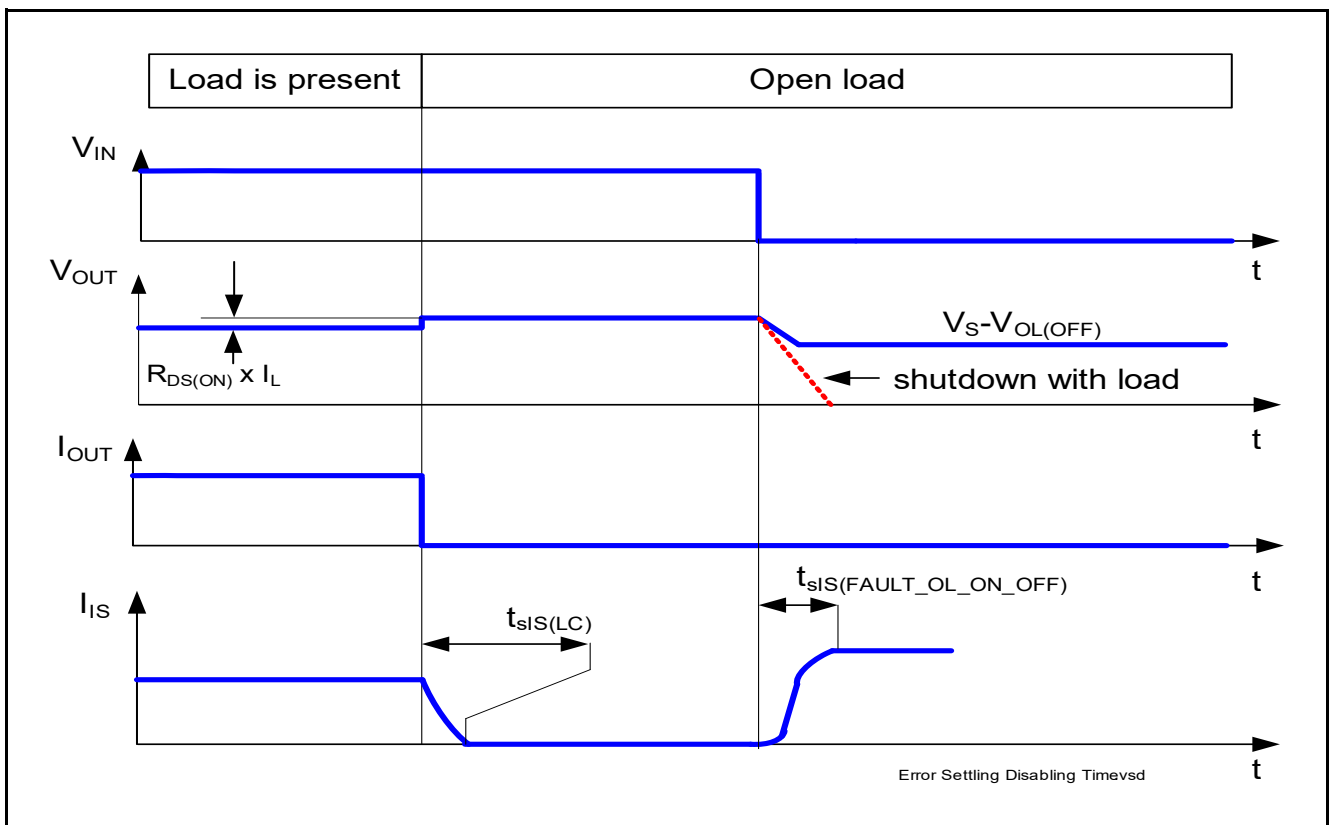 Load is present
Open load
VIN
t
VOUT
VS-VOL(OFF)
RDS(ON) x IL
shutdown with load
t
IOUT
t
IIS
tsIS(LC)
tsIS(FAULT_OL_ON_OFF)
Error Settling Disabling Timevsd
t